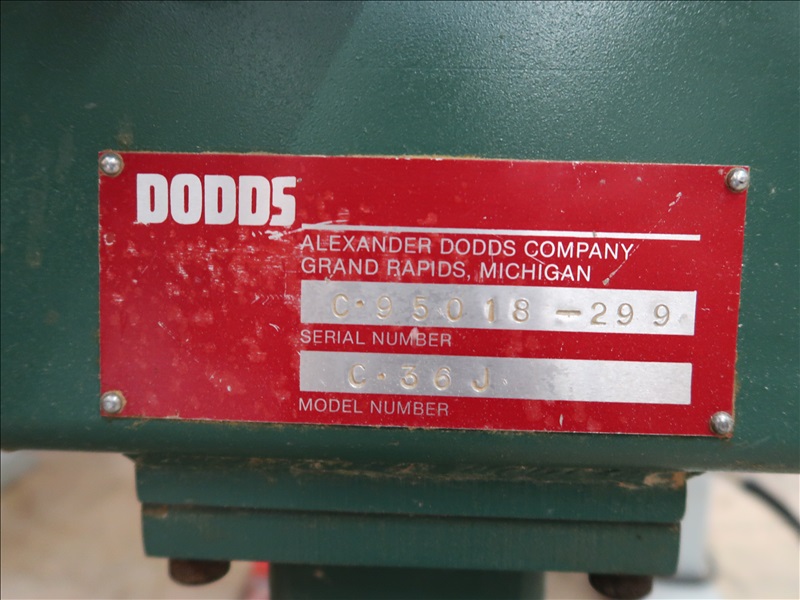 DODDS
ALEXANDER DODDS COMPANY
GRAND RAPIDS, MICHIGAN
C-95018-299
SERIAL NUMBER
C-36J
MODEL NUMBER